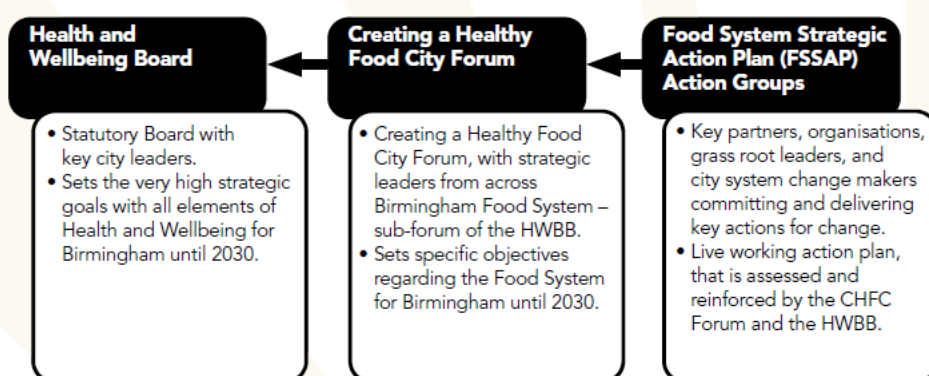 Health and
Wellbeing Board
• Statutory Board with
key city leaders.
• Sets the very high strategic
goals with all elements of
Health and Wellbeing for
Birmingham until 2030.
Creating a Healthy
Food City Forum
• Creating a Healthy Food
City Forum, with strategic
leaders from across
Birmingham Food System –
sub-forum of the HWBB.
• Sets specific objectives
regarding the Food System
for Birmingham until 2030.
Food System Strategic
Action Plan (FSSAP)
Action Groups
• Key partners, organisations,
grass root leaders, and
city system change makers
committing and delivering
key actions for change.
• Live working action plan,
that is assessed and
reinforced by the CHFC
Forum and the HWBB.